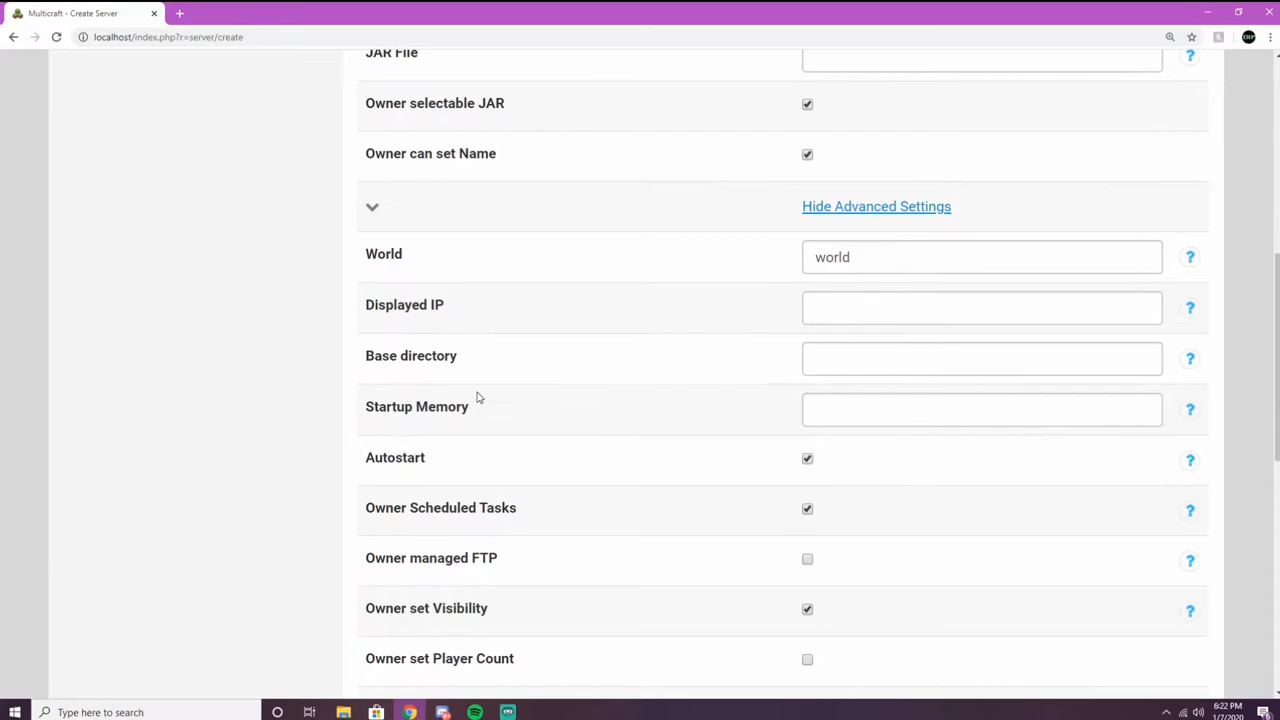 Multicraft - Create Server
localhost/index.php?r=server/create
JAR File
?
Owner selectable JAR
Owner can set Name
Hide Advanced Settings
World
world
?
Displayed IP
?
Base directory
?
Startup Memory
?
Autostart
?
Owner Scheduled Tasks
?
Owner managed FTP
?
Owner set Visibility
?
Owner set Player Count
Type here to search
6:22 PM
1/7/2020